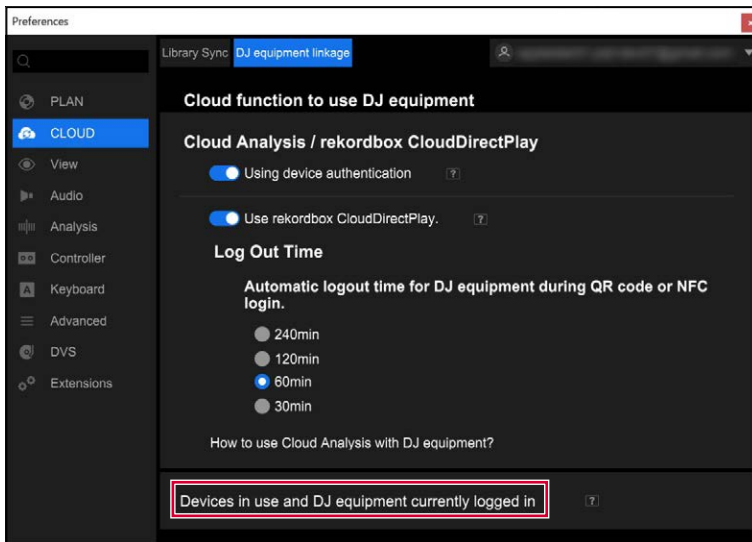 Preferences
Library Sync DJ equipment linkage
PLAN
CLOUD
View
Audio
Analysis
Controller
A Keyboard
Advanced
DVS
Extensions
Cloud function to use DJ equipment
Cloud Analysis / rekordbox CloudDirectPlay
Using device authentication ?
Use rekordbox CloudDirectPlay. ?
Log Out Time
Automatic logout time for DJ equipment during QR code or NFC
login.
240min
120min
60min
30min
How to use Cloud Analysis with DJ equipment?
Devices in use and DJ equipment currently logged in ?